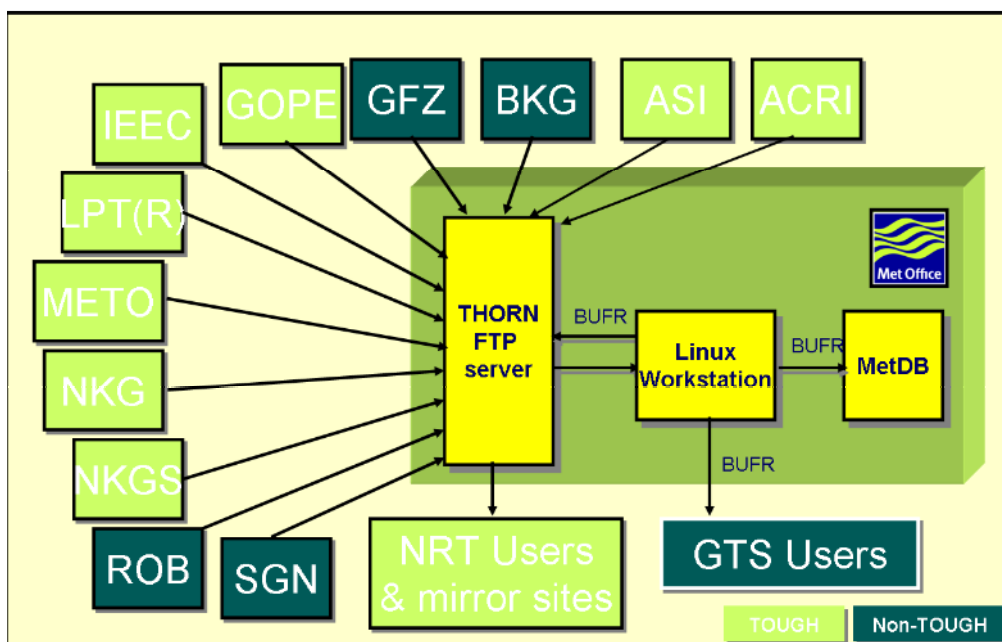 IEEC
GOPE
GFZ
BKG
ASI
ACRI
LPT(R)
METO
NKG
NKGS
ROB
SGN
THORN
FTP
server
BUFR
Linux
Workstation
BUFR
MetDB
Met Office
BUFR
NRT Users
& mirror sites
GTS Users
TOUGH
Non-TOUGH